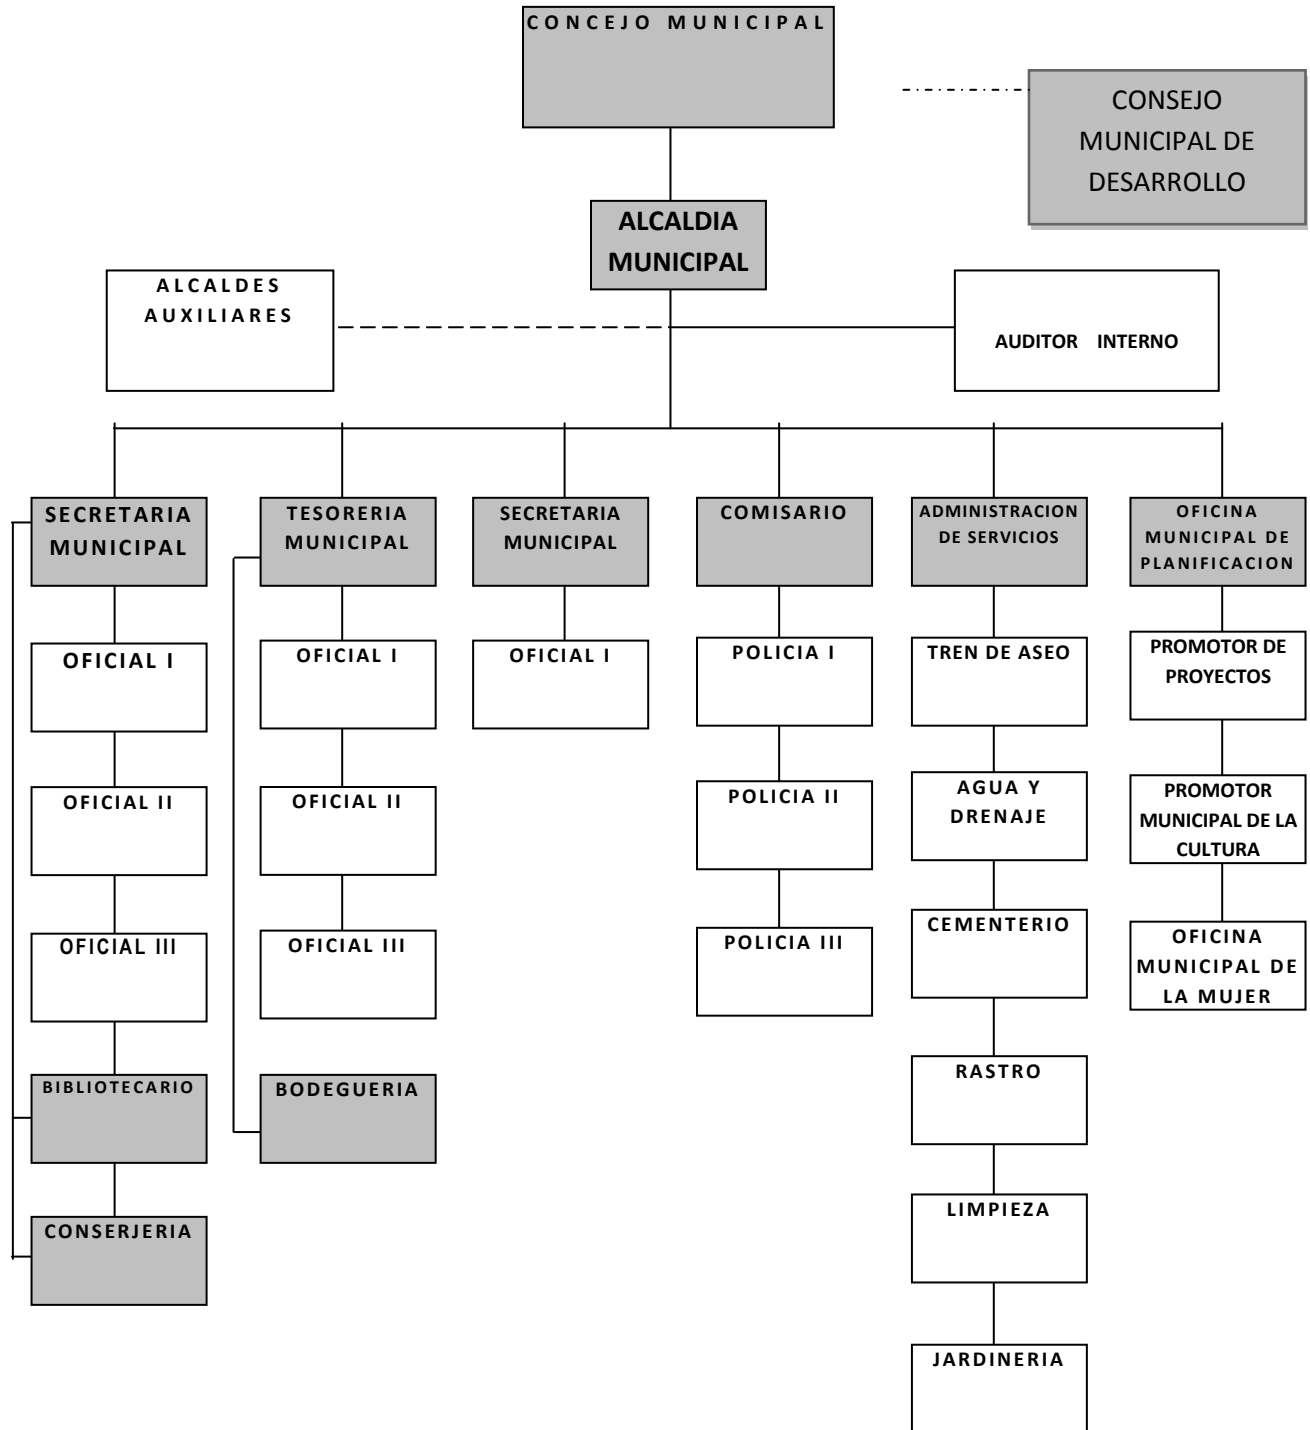 CONCEJO MUNICIPAL
CONSEJO
MUNICIPAL DE
DESARROLLO
ALCALDIA
MUNICIPAL
ALCALDES
AUXILIARES
AUDITOR INTERNO
SECRETARIA
MUNICIPAL
TESORERIA
MUNICIPAL
SECRETARIA
MUNICIPAL
COMISARIO
ADMINISTRACION
DE SERVICIOS
OFICINA
MUNICIPAL DE
PLANIFICACION
OFICIAL I
OFICIAL I
OFICIAL I
POLICIA I
TREN DE ASEO
PROMOTOR DE
PROYECTOS
OFICIAL II
OFICIAL II
POLICIA II
AGUA Y
DRENAJE
PROMOTOR
MUNICIPAL DE LA
CULTURA
OFICIAL III
OFICIAL III
POLICIA III
CEMENTERIO
OFICINA
MUNICIPAL DE
LA MUJER
BIBLIOTECARIO
BODEGUERIA
RASTRO
CONSERJERIA
LIMPIEZA
JARDINERIA